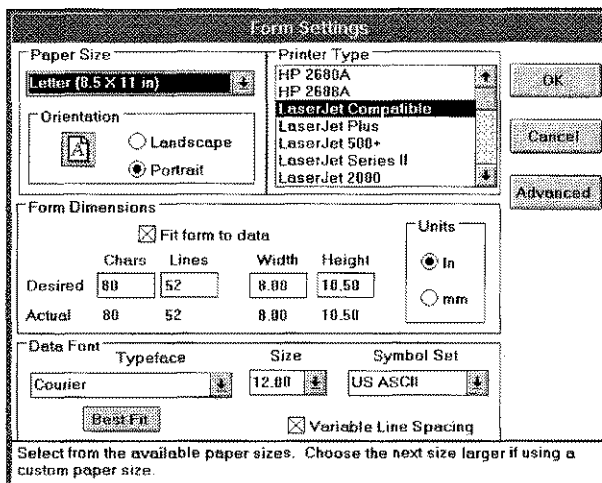 Form Settings
Paper Size
Letter (8.5 X 11 in)
Orientation
A
Landscape
Portrait
Printer Type
HP 2680A
HP 2688A
LaserJet Compatible
LaserJet Plus
LaserJet 500+
LaserJet Series II
LaserJet 2000
OK
Cancel
Advanced
Form Dimensions
Fit form to data
Chars Lines Width Height
Desired 80 52 8.00 10.50
Actual 80 52 8.00 10.50
Units
In
mm
Data Font
Typeface Size Symbol Set
Courier 12.00 US ASCII
Best Fit
Variable Line Spacing
Select from the available paper sizes. Choose the next size larger if using a
custom paper size.